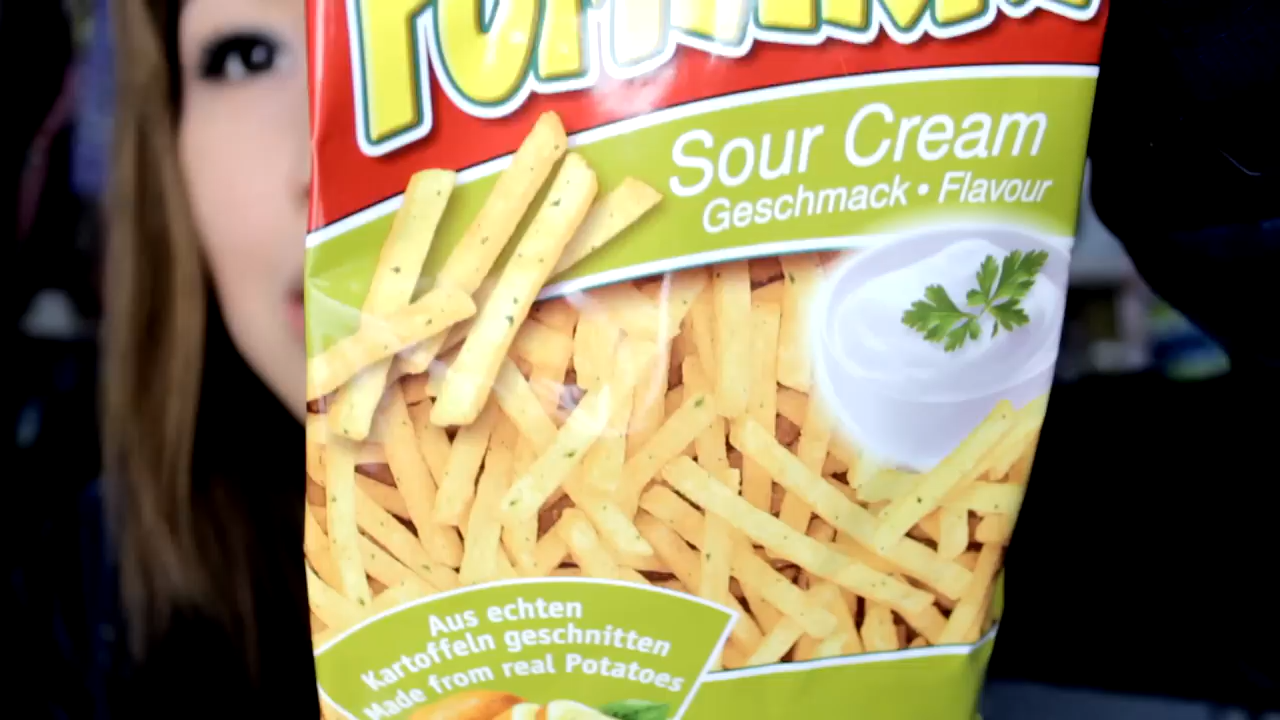 Sour Cream
Geschmack • Flavour
Aus echten
Kartoffeln geschnitten
Made from real Potatoes